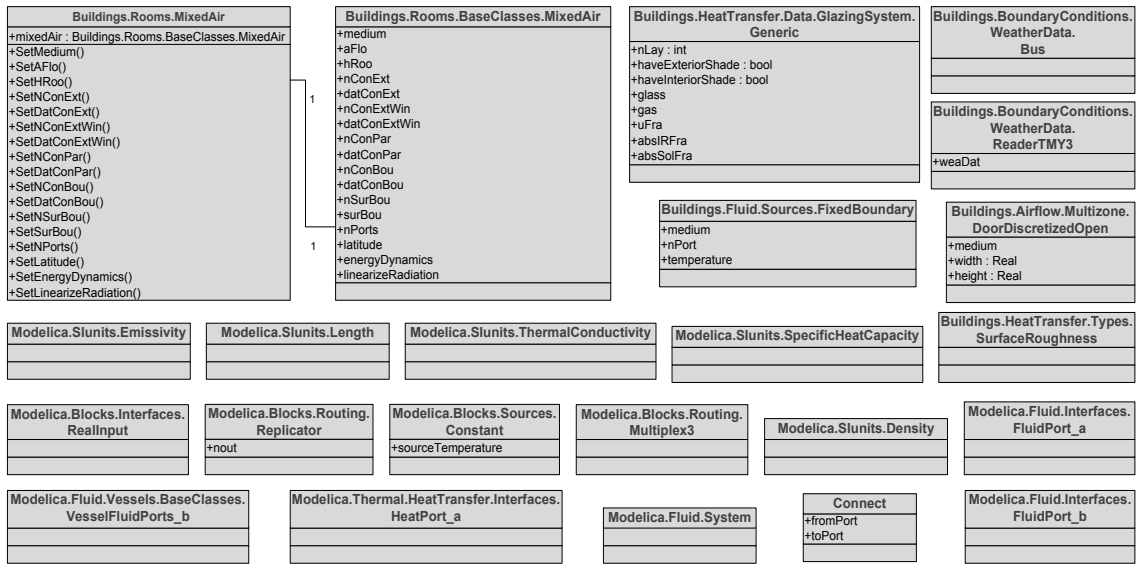 Buildings.Rooms.MixedAir
+mixedAir : Buildings.Rooms.BaseClasses.MixedAir
+SetMedium()
+SetAFlo()
+SetHRoo()
+SetNConExt()
+SetDatConExt()
+SetNConExtWin()
+SetDatConExtWin()
+SetNConPar()
+SetDatConPar()
+SetNConBou()
+SetDatConBou()
+SetNSurBou()
+SetSurBou()
+SetNPorts()
+SetLatitude()
+SetEnergyDynamics()
+SetLinearizeRadiation()
1
1
Buildings.Rooms.BaseClasses.MixedAir
+medium
+aFlo
+hRoo
+nConExt
+datConExt
+nConExtWin
+datConExtWin
+nConPar
+datConPar
+nConBou
+datConBou
+nSurBou
+surBou
+nPorts
+latitude
+energyDynamics
+linearizeRadiation
Buildings.HeatTransfer.Data.GlazingSystem.
Generic
+nLay : int
+haveExteriorShade : bool
+haveInteriorShade : bool
+glass
+gas
+uFra
+absIRFra
+absSolFra
Buildings.BoundaryConditions.
WeatherData.
Bus
Buildings.BoundaryConditions.
WeatherData.
ReaderTMY3
+weaDat
Buildings.Fluid.Sources.FixedBoundary
+medium
+nPort
+temperature
Buildings.Airflow.Multizone.
DoorDiscretizedOpen
+medium
+width : Real
+height : Real
Modelica.SIunits.Emissivity
Modelica.SIunits.Length
Modelica.SIunits.ThermalConductivity
Modelica.SIunits.SpecificHeatCapacity
Buildings.HeatTransfer.Types.
SurfaceRoughness
Modelica.Blocks.Interfaces.
RealInput
Modelica.Blocks.Routing.
Replicator
+nout
Modelica.Blocks.Sources.
Constant
+sourceTemperature
Modelica.Blocks.Routing.
Multiplex3
Modelica.SIunits.Density
Modelica.Fluid.Interfaces.
FluidPort_a
Modelica.Fluid.Vessels.BaseClasses.
VesselFluidPorts_b
Modelica.Thermal.HeatTransfer.Interfaces.
HeatPort_a
Modelica.Fluid.System
Connect
+fromPort
+toPort
Modelica.Fluid.Interfaces.
FluidPort_b